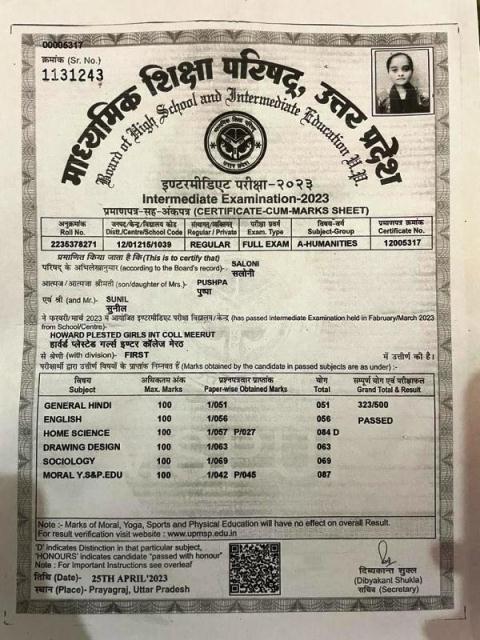 00005317
क्रमांक (Sr. No.)
1131243
माध्यमिक शिक्षा परिषद्, उत्तर प्रदेश
Board of High School and Intermediate Education U.P.
इण्टरमीडिएट परीक्षा-२०२३
Intermediate Examination-2023
प्रमाणपत्र-सह-अंकपत्र (CERTIFICATE-CUM-MARKS SHEET)
अनुक्रमांक जनपद/केन्द्र/विद्यालय कोड संस्थागत/व्यक्तिगत परीक्षा प्रवर्ग विषय-वर्ग प्रमाणपत्र क्रमांक
Roll No. Distt./Centre/School Code Regular / Private Exam. Type Subject-Group Certificate No.
2235378271 12/01215/1039 REGULAR FULL EXAM A-HUMANITIES 12005317
प्रमाणित किया जाता है कि(This is to certify that)
परिषद् के अभिलेखानुसार (according to the Board's record)- SALONI
सलोनी
आत्मज/आत्मजा श्रीमती (son/daughter of Mrs.)- PUSHPA
पुष्पा
एवं श्री (and Mr.)- SUNIL
सुनील
ने फरवरी/मार्च 2023 में आयोजित इण्टरमीडिएट परीक्षा विद्यालय/केन्द्र (has passed Intermediate Examination held in Fabruary/March 2023
from School/Centre)-
HOWARD PLESTED GIRLS INT COLL MEERUT
हार्वर्ड प्लेस्टेड गर्ल्स इण्टर कॉलेज मेरठ
से श्रेणी (with division)- FIRST में उत्तीर्ण की है।
परीक्षार्थी द्वारा उत्तीर्ण विषयों के प्राप्तांक निम्नवत हैं (Marks obtained by the candidate in passed subjects are as under):-
विषय अधिकतम अंक प्रश्नपत्रवार प्राप्तांक योग सम्पूर्ण योग एवं परीक्षाफल
Subject Max. Marks Paper-wise Obtained Marks Total Grand Total & Result
GENERAL HINDI 100 1/051 051 323/500
ENGLISH 100 1/056 056 PASSED
HOME SCIENCE 100 1/057 P/027 084 D
DRAWING DESIGN 100 1/063 063
SOCIOLOGY 100 1/069 069
MORAL Y.S&P.EDU 100 1/042 P/045 087
Note :- Marks of Moral, Yoga, Sports and Physical Education will have no effect on overall Result.
For result verification visit website : www.upmsp.edu.in
'D' indicates Distinction in that particular subject,
'HONOURS' indicates candidate "passed with honour"
Note :- For Important Instructions see overleaf
तिथि (Date)- 25TH APRIL'2023
स्थान (Place)- Prayagraj, Uttar Pradesh
दिब्यकान्त शुक्ल
(Dibyakant Shukla)
सचिव (Secretary)